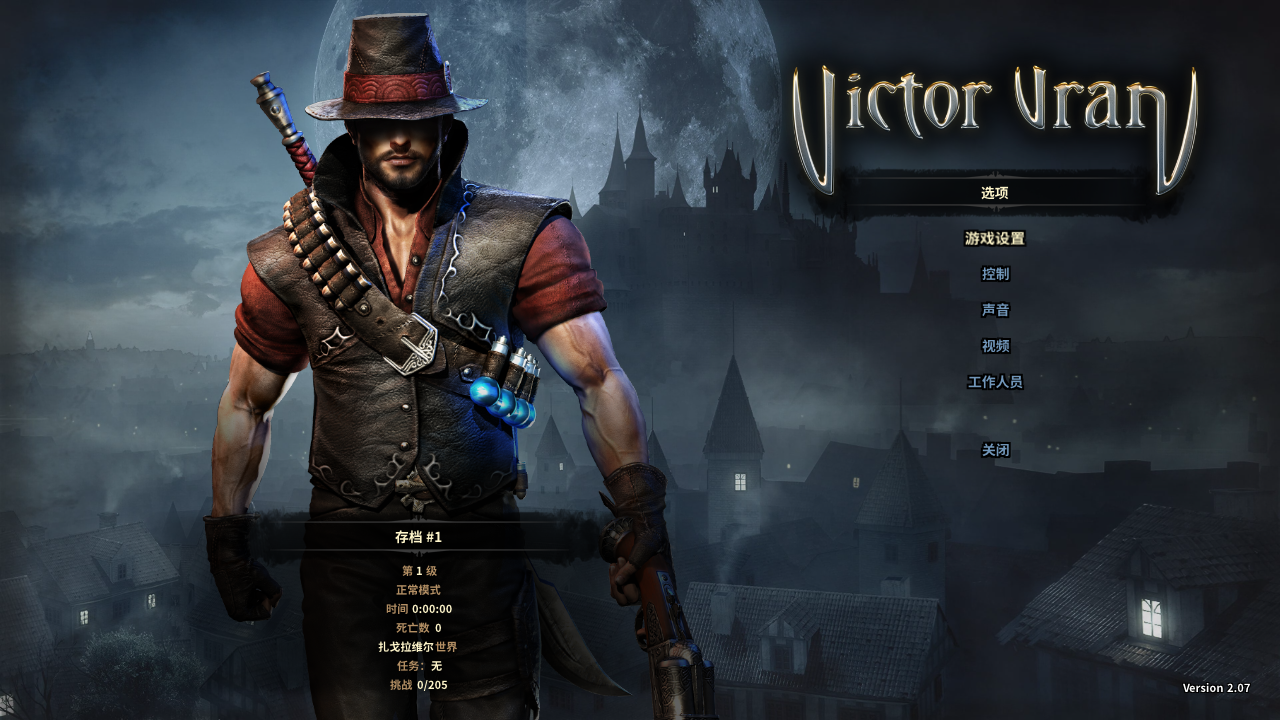 Victor Vran
选项
游戏设置
控制
声音
视频
工作人员
关闭
存档 #1
第 1 级
正常模式
时间 0:00:00
死亡数 0
扎戈拉维尔世界
任务: 无
挑战 0/205
Version 2.07